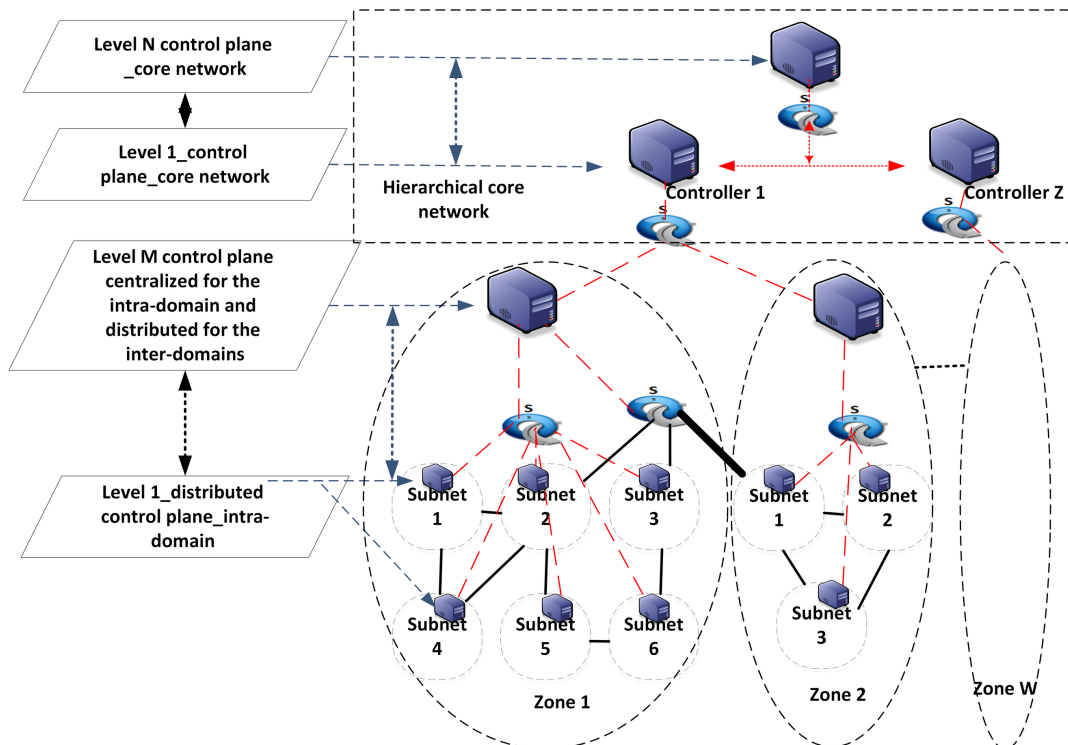 Level N control plane
_core network
Level 1_control
plane_core network
Hierarchical core
network
S
S
Controller 1
Controller Z
S
S
S
S
Level M control plane
centralized for the
intra-domain and
distributed for the
inter-domains
S
S
S
S
S
S
Level 1_distributed
control plane_intra-
domain
Subnet
1
Subnet
2
Subnet
3
Subnet
4
Subnet
5
Subnet
6
Zone 1
Subnet
1
Subnet
2
Subnet
3
Zone 2
Zone W